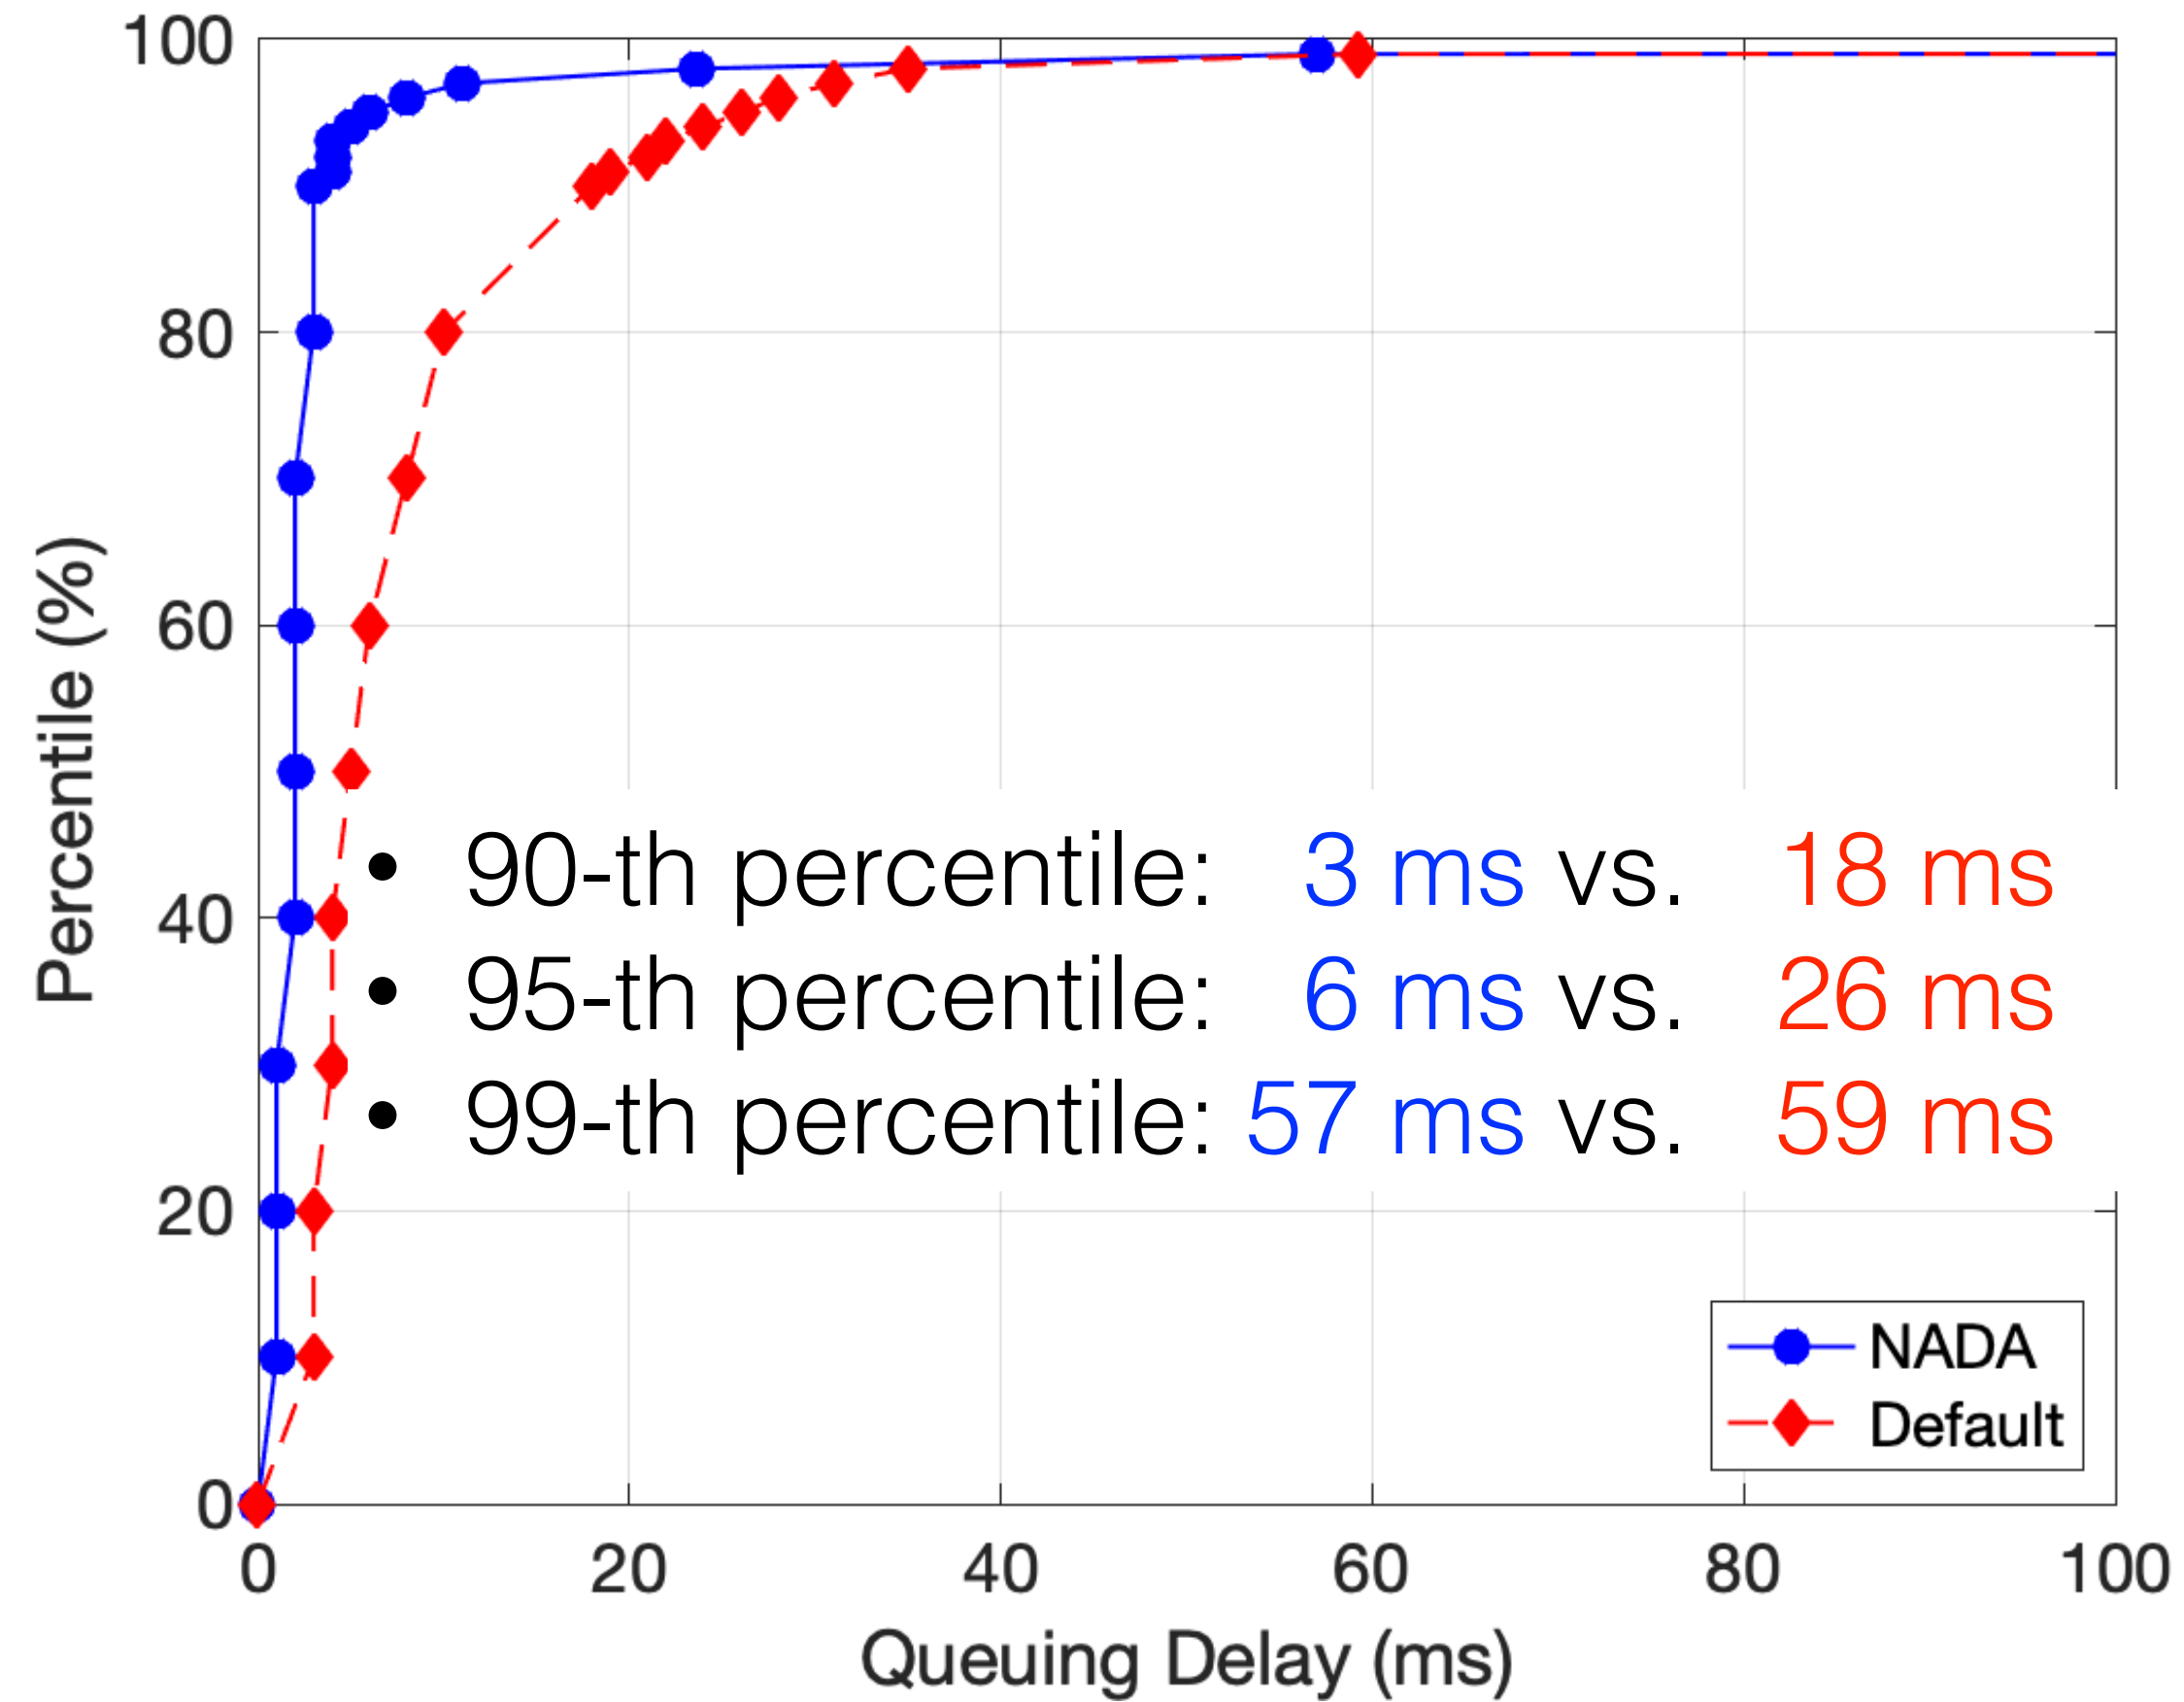 100
80
60
40
20
0
Percentile (%)
• 90-th percentile: 3 ms vs. 18 ms
• 95-th percentile: 6 ms vs. 26 ms
• 99-th percentile: 57 ms vs. 59 ms
NADA
Default
0 20 40 60 80 100
Queuing Delay (ms)